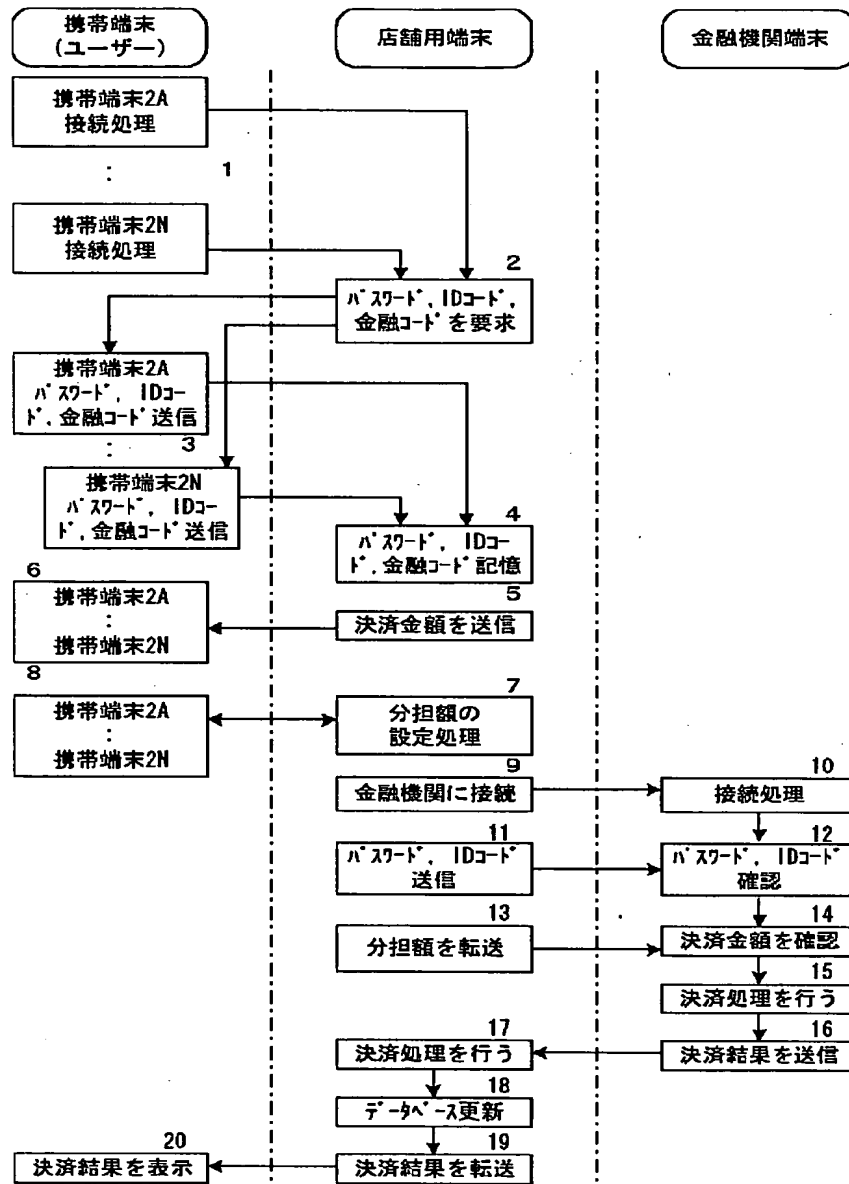 携帯端末
(ユーザー)
店舗用端末
金融機関端末
携帯端末2A
接続処理
:
1
携帯端末2N
接続処理
2
パスワード, IDコード,
金融コードを要求
携帯端末2A
パスワード, IDコー
ド,金融コード送信
:
3
携帯端末2N
パスワード, IDコー
ド,金融コード送信
4
パスワード, IDコー
ド,金融コード記憶
5
決済金額を送信
6
携帯端末2A
:
携帯端末2N
7
分担額の
設定処理
8
携帯端末2A
:
携帯端末2N
9
金融機関に接続
10
接続処理
11
パスワード, IDコード
送信
12
パスワード, IDコード
確認
13
分担額を転送
14
決済金額を確認
15
決済処理を行う
16
決済結果を送信
17
決済処理を行う
18
データベース更新
19
決済結果を転送
20
決済結果を表示